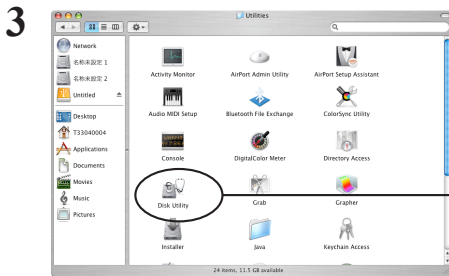 3
Utilities
Network
名称未設定 1
名称未設定 2
Untitled
Desktop
T33040004
Applications
Documents
Movies
Music
Pictures
Activity Monitor
AirPort Admin Utility
AirPort Setup Assistant
Audio MIDI Setup
Bluetooth File Exchange
ColorSync Utility
Console
DigitalColor Meter
Directory Access
Disk Utility
Grab
Grapher
Installer
Java
Keychain Access
24 items, 11.5 GB available